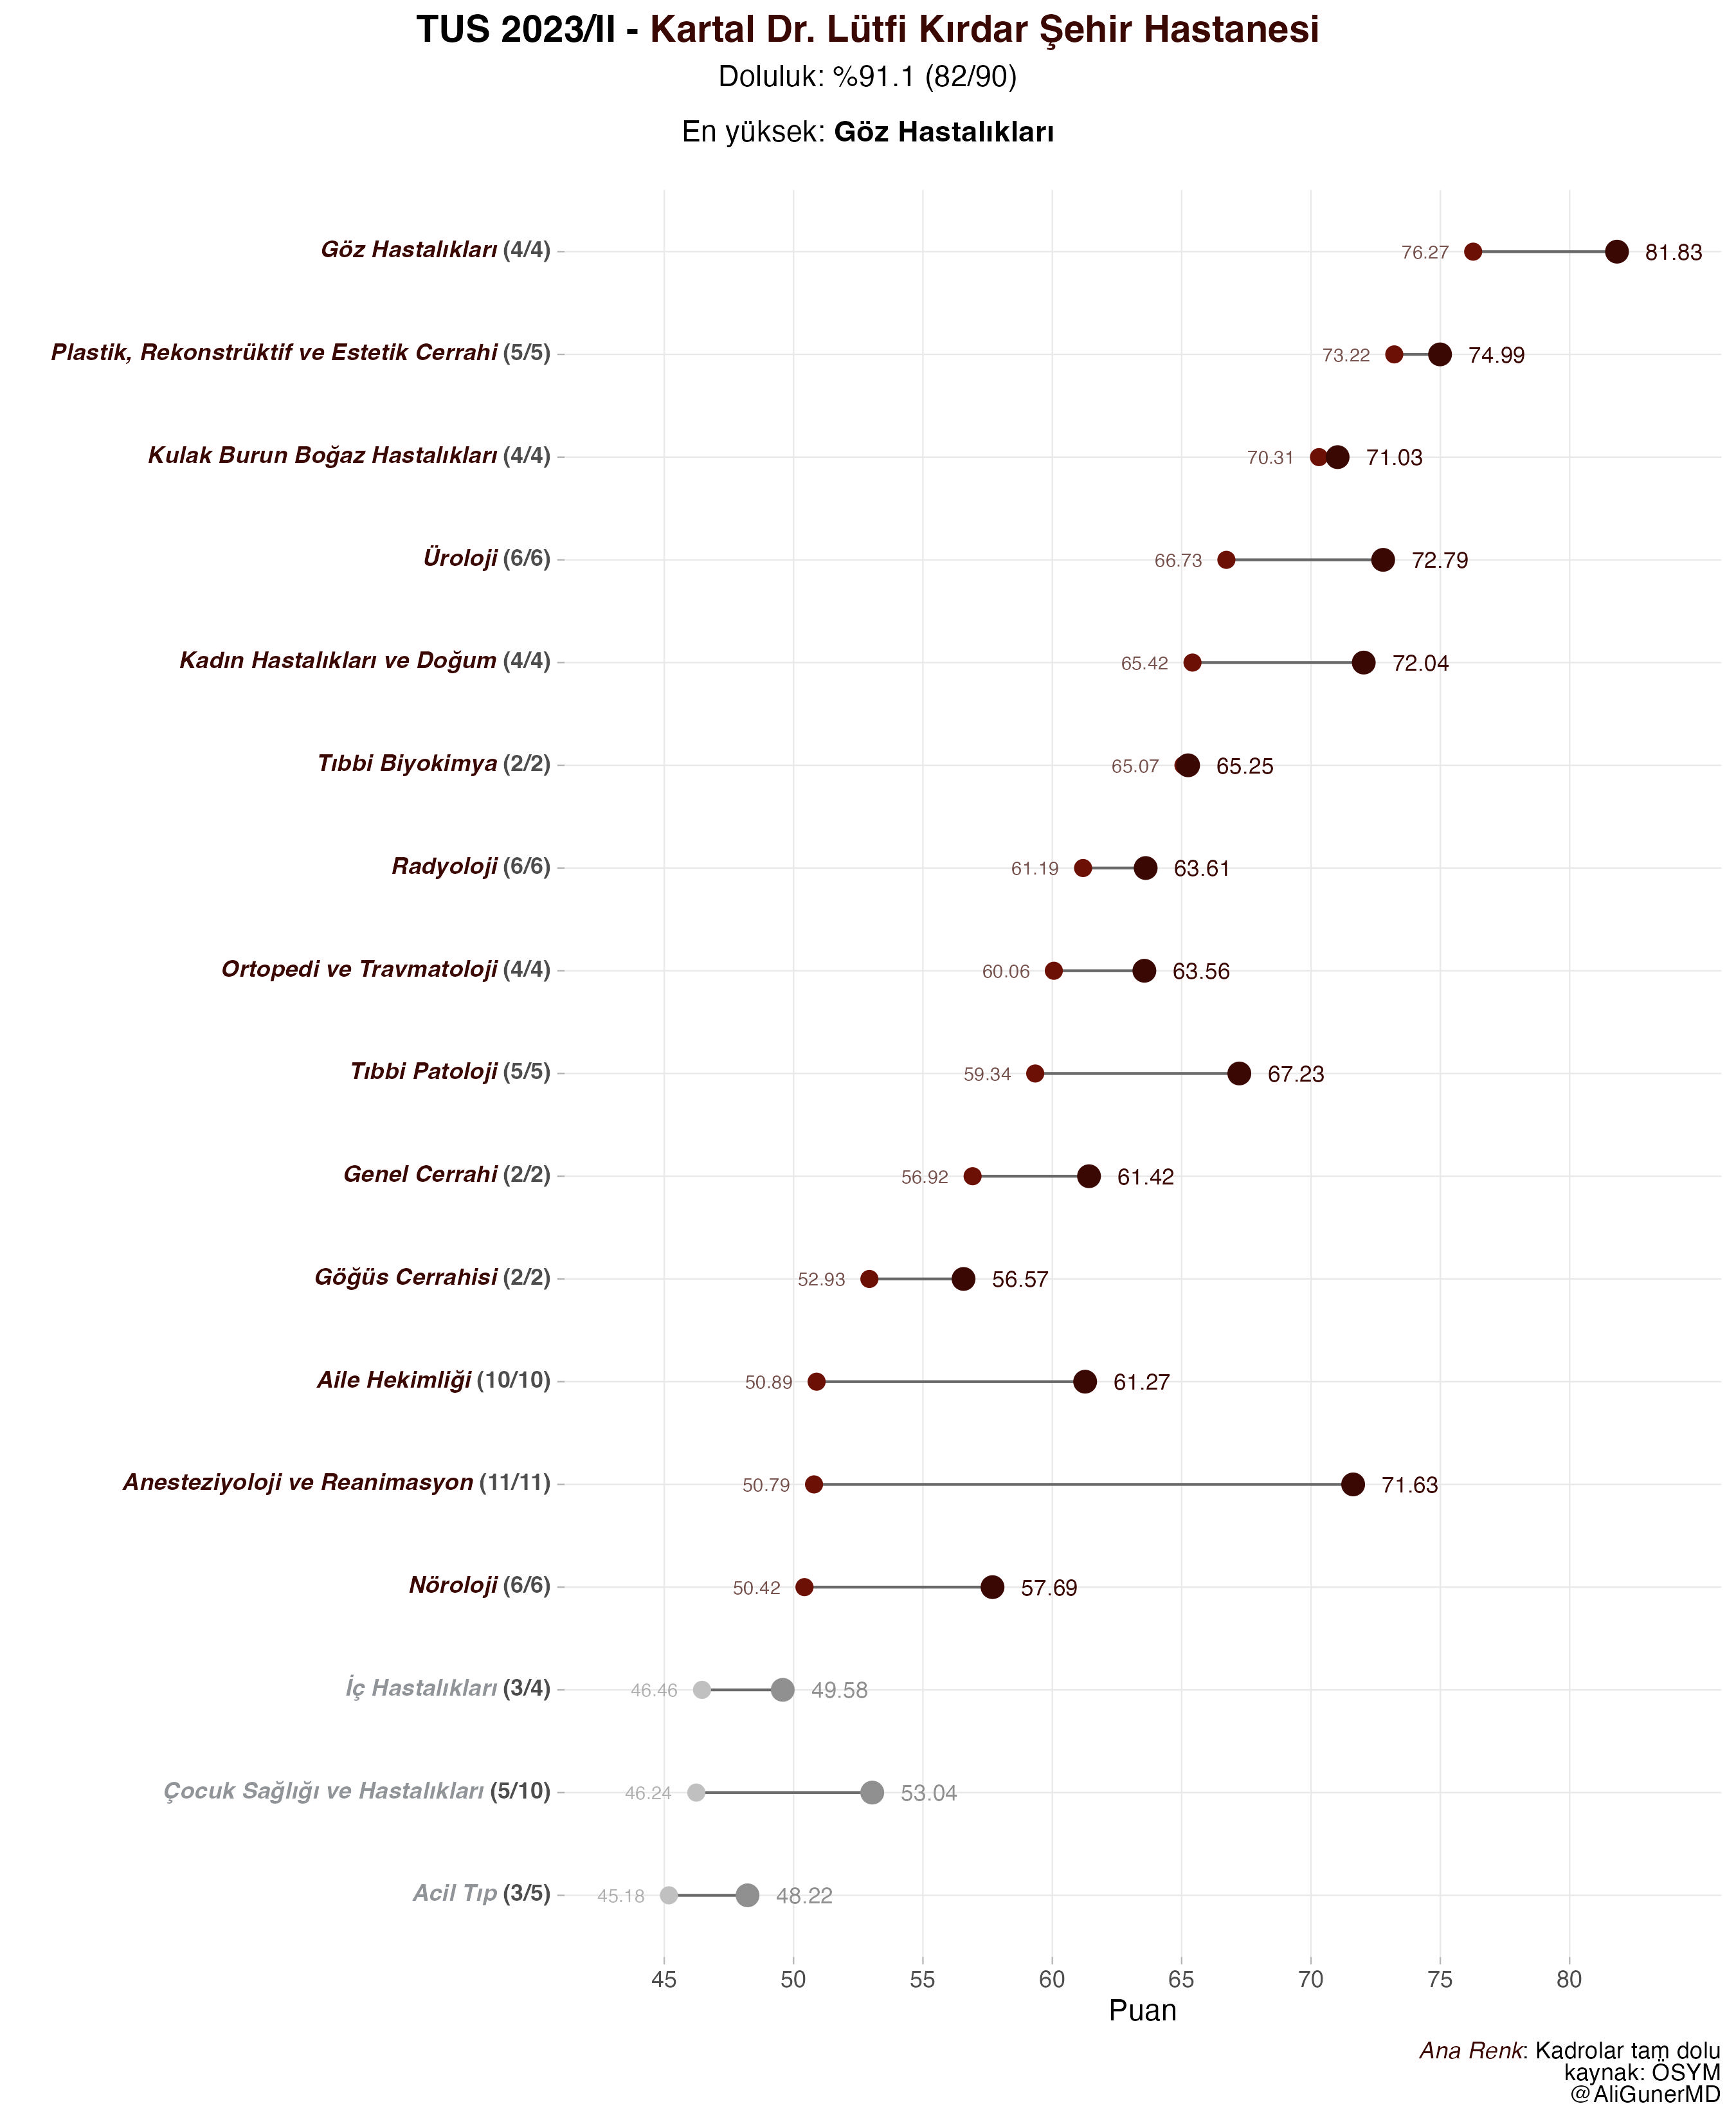 TUS 2023/II - Kartal Dr. Lütfi Kırdar Şehir Hastanesi
Doluluk: %91.1 (82/90)
En yüksek: Göz Hastalıkları
Göz Hastalıkları (4/4) 76.27 81.83
Plastik, Rekonstrüktif ve Estetik Cerrahi (5/5) 73.22 74.99
Kulak Burun Boğaz Hastalıkları (4/4) 70.31 71.03
Üroloji (6/6) 66.73 72.79
Kadın Hastalıkları ve Doğum (4/4) 65.42 72.04
Tıbbi Biyokimya (2/2) 65.07 65.25
Radyoloji (6/6) 61.19 63.61
Ortopedi ve Travmatoloji (4/4) 60.06 63.56
Tıbbi Patoloji (5/5) 59.34 67.23
Genel Cerrahi (2/2) 56.92 61.42
Göğüs Cerrahisi (2/2) 52.93 56.57
Aile Hekimliği (10/10) 50.89 61.27
Anesteziyoloji ve Reanimasyon (11/11) 50.79 71.63
Nöroloji (6/6) 50.42 57.69
İç Hastalıkları (3/4) 46.46 49.58
Çocuk Sağlığı ve Hastalıkları (5/10) 46.24 53.04
Acil Tıp (3/5) 45.18 48.22
45 50 55 60 65 70 75 80
Puan
Ana Renk: Kadrolar tam dolu
kaynak: ÖSYM
@AliGunerMD